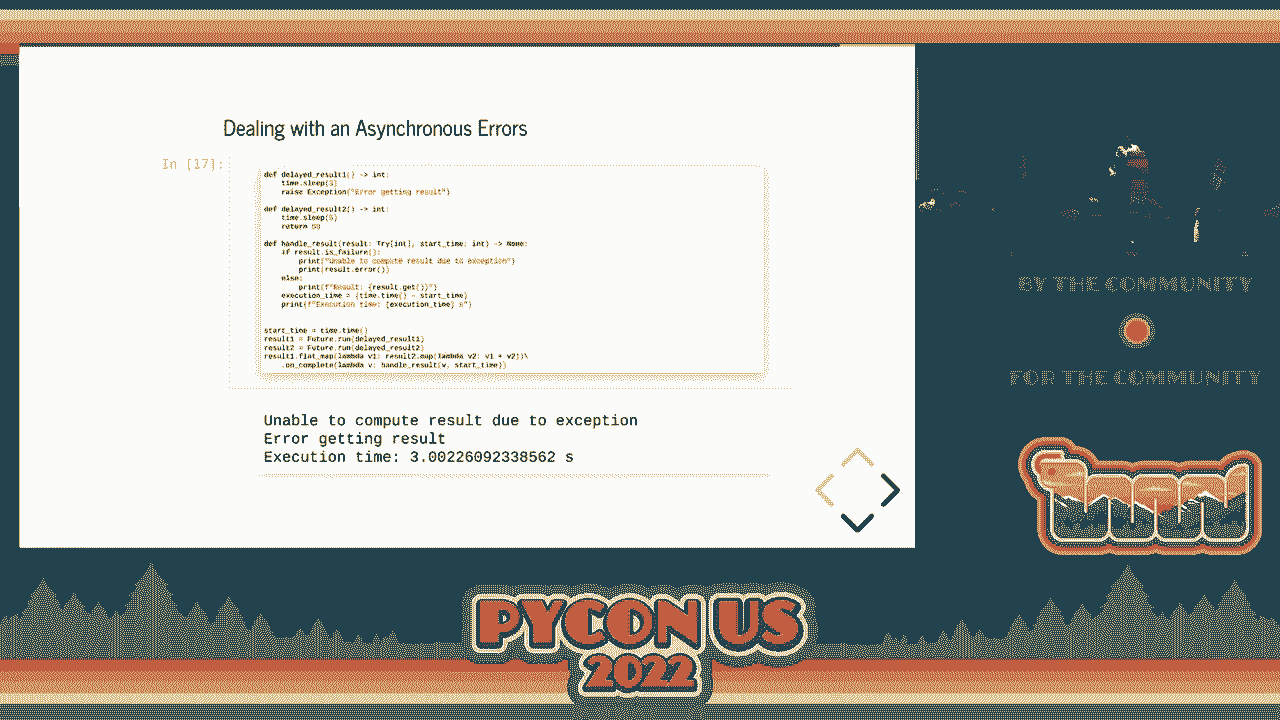 Dealing with an Asynchronous Errors
In [17]:
def delayed_result1() -> int:
time.sleep(3)
raise Exception("Error getting result")
def delayed_result2() -> int:
time.sleep(5)
return 50
def handle_result(result: Try[int], start_time: int) -> None:
if result.is_failure():
print("Unable to compute result due to exception")
print(result.error())
else:
print(f"Result: {result.get()}")
execution_time = (time.time() - start_time)
print(f"Execution time: {execution_time} s")
start_time = time.time()
result1 = Future.run(delayed_result1)
result2 = Future.run(delayed_result2)
result1.flat_map(lambda v1: result2.map(lambda v2: v1 + v2))\
.on_complete(lambda v: handle_result(v, start_time))
Unable to compute result due to exception
Error getting result
Execution time: 3.00226092338562 s
BY THE COMMUNITY
FOR THE COMMUNITY
PYCON US
2022